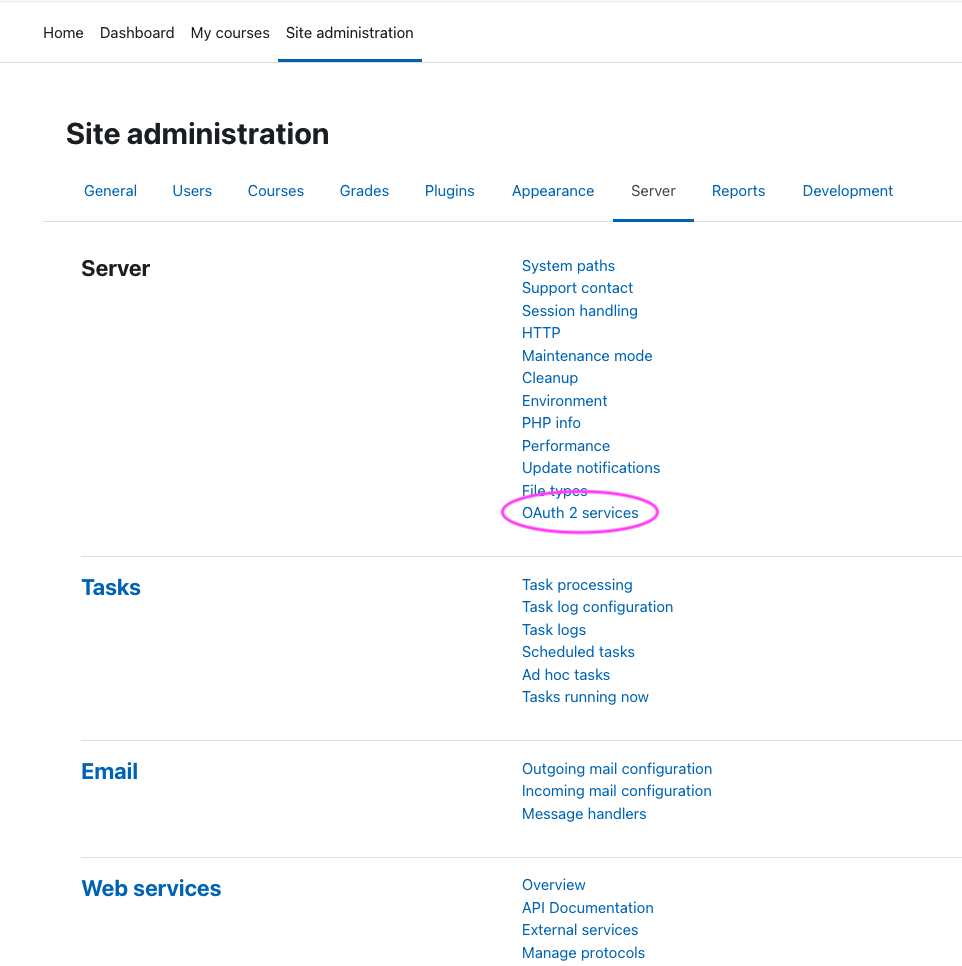 Home Dashboard My courses Site administration
Site administration
General Users Courses Grades Plugins Appearance Server Reports Development
Server
System paths
Support contact
Session handling
HTTP
Maintenance mode
Cleanup
Environment
PHP info
Performance
Update notifications
File types
OAuth 2 services
Tasks
Task processing
Task log configuration
Task logs
Scheduled tasks
Ad hoc tasks
Tasks running now
Email
Outgoing mail configuration
Incoming mail configuration
Message handlers
Web services
Overview
API Documentation
External services
Manage protocols